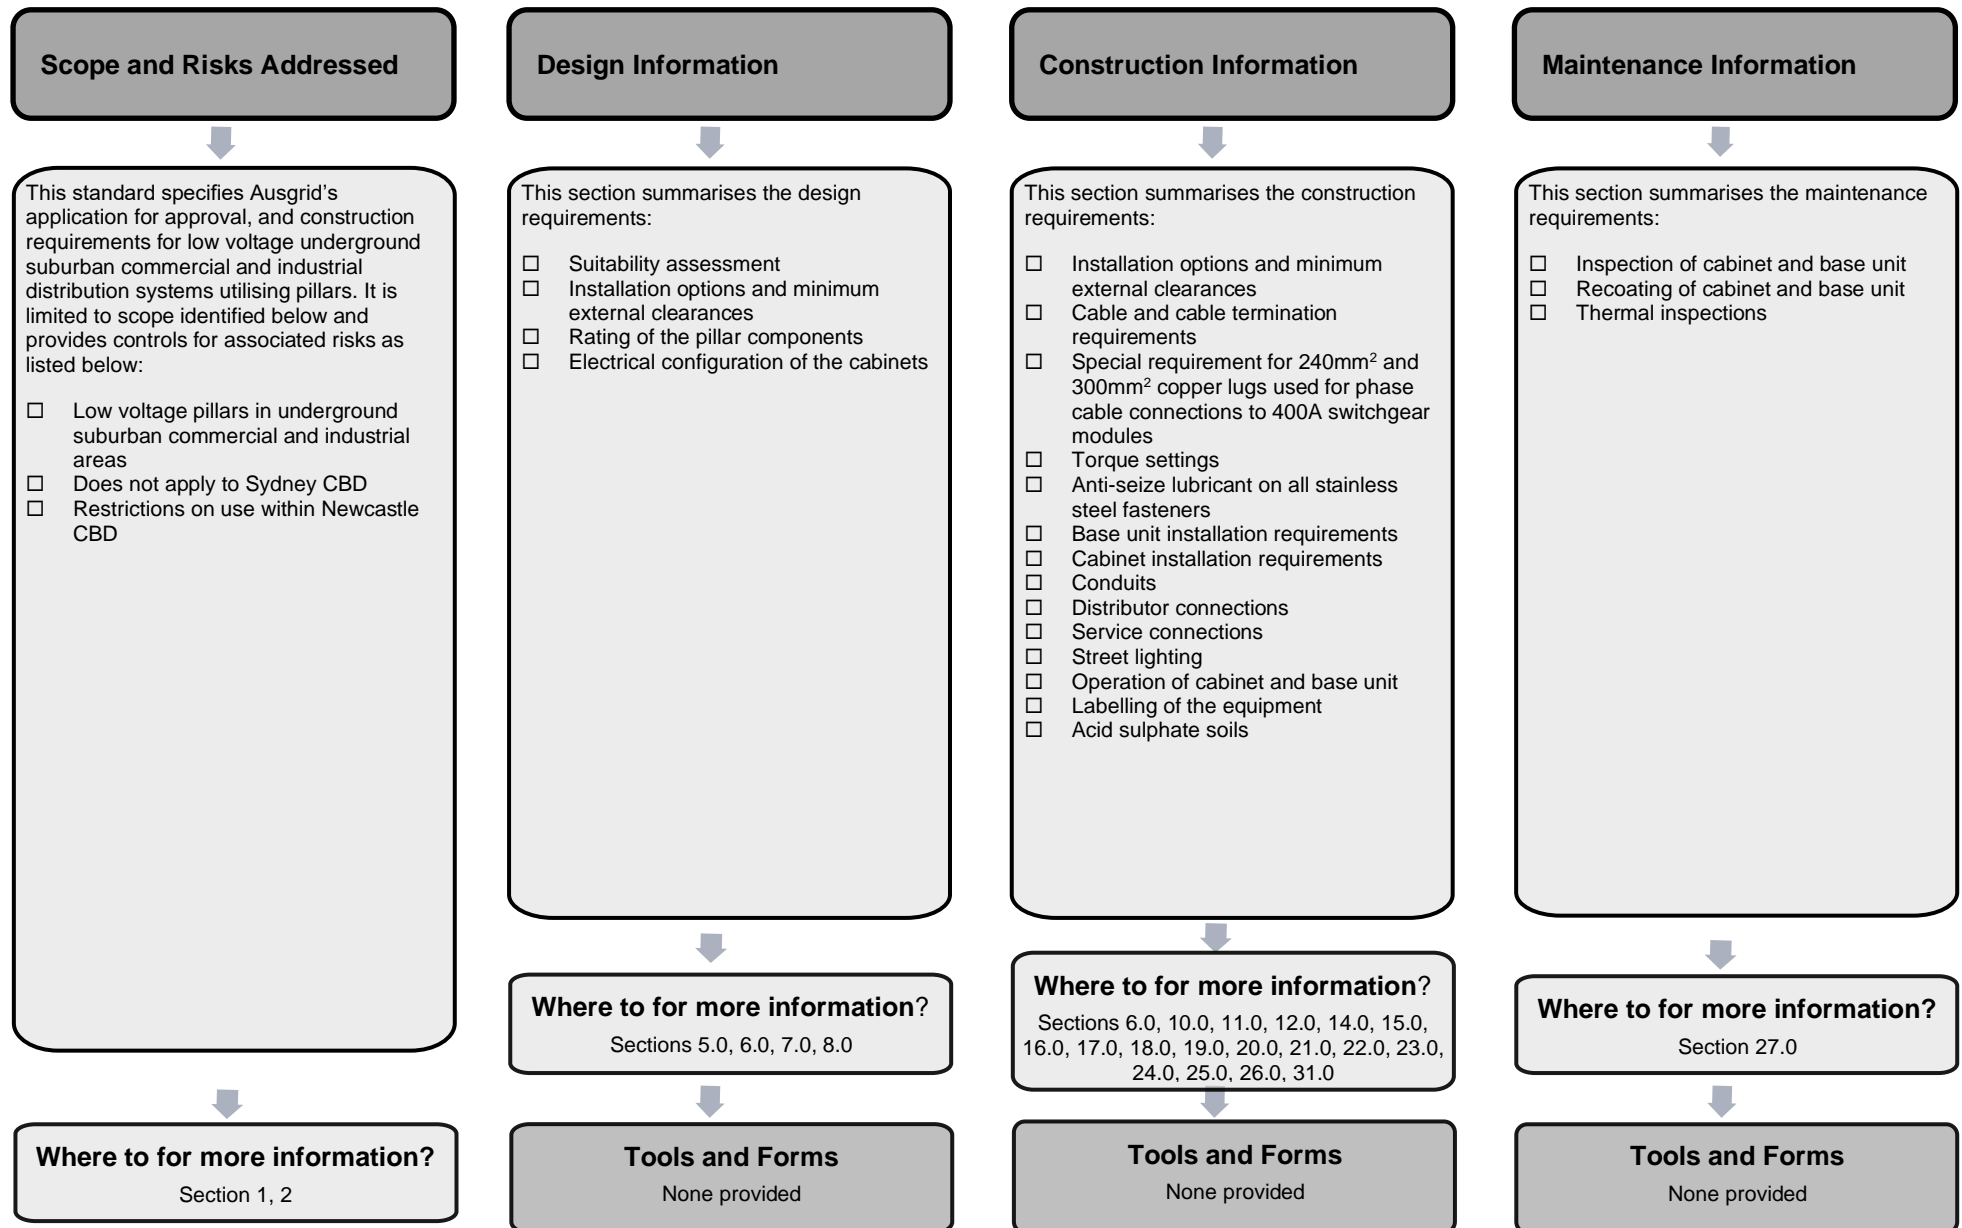 Scope and Risks Addressed
This standard specifies Ausgrid’s
application for approval, and construction
requirements for low voltage underground
suburban commercial and industrial
distribution systems utilising pillars. It is
limited to scope identified below and
provides controls for associated risks as
listed below:
☐ Low voltage pillars in underground
suburban commercial and industrial
areas
☐ Does not apply to Sydney CBD
☐ Restrictions on use within Newcastle
CBD
Where to for more information?
Section 1, 2
Design Information
This section summarises the design
requirements:
☐ Suitability assessment
☐ Installation options and minimum
external clearances
☐ Rating of the pillar components
☐ Electrical configuration of the cabinets
Where to for more information?
Sections 5.0, 6.0, 7.0, 8.0
Tools and Forms
None provided
Construction Information
This section summarises the construction
requirements:
☐ Installation options and minimum
external clearances
☐ Cable and cable termination
requirements
☐ Special requirement for 240mm² and
300mm² copper lugs used for phase
cable connections to 400A switchgear
modules
☐ Torque settings
☐ Anti-seize lubricant on all stainless
steel fasteners
☐ Base unit installation requirements
☐ Cabinet installation requirements
☐ Conduits
☐ Distributor connections
☐ Service connections
☐ Street lighting
☐ Operation of cabinet and base unit
☐ Labelling of the equipment
☐ Acid sulphate soils
Where to for more information?
Sections 6.0, 10.0, 11.0, 12.0, 14.0, 15.0,
16.0, 17.0, 18.0, 19.0, 20.0, 21.0, 22.0, 23.0,
24.0, 25.0, 26.0, 31.0
Tools and Forms
None provided
Maintenance Information
This section summarises the maintenance
requirements:
☐ Inspection of cabinet and base unit
☐ Recoating of cabinet and base unit
☐ Thermal inspections
Where to for more information?
Section 27.0
Tools and Forms
None provided